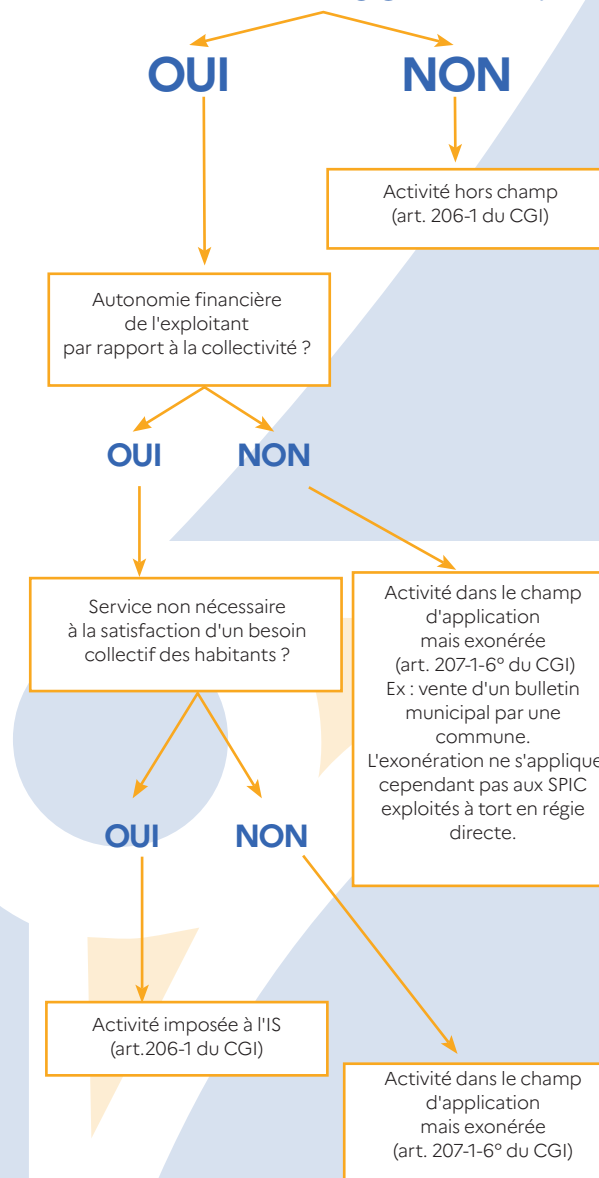 OUI
NON
Activité hors champ
(art. 206-1 du CGI)
Autonomie financière
de l'exploitant
par rapport à la collectivité ?
OUI
NON
Service non nécessaire
à la satisfaction d'un besoin
collectif des habitants ?
Activité dans le champ
d'application
mais exonérée
(art. 207-1-6° du CGI)
Ex : vente d'un bulletin
municipal par une
commune.
L'exonération ne s'applique
cependant pas aux SPIC
exploités à tort en régie
directe.
OUI
NON
Activité imposée à l'IS
(art.206-1 du CGI)
Activité dans le champ
d'application
mais exonérée
(art. 207-1-6° du CGI)